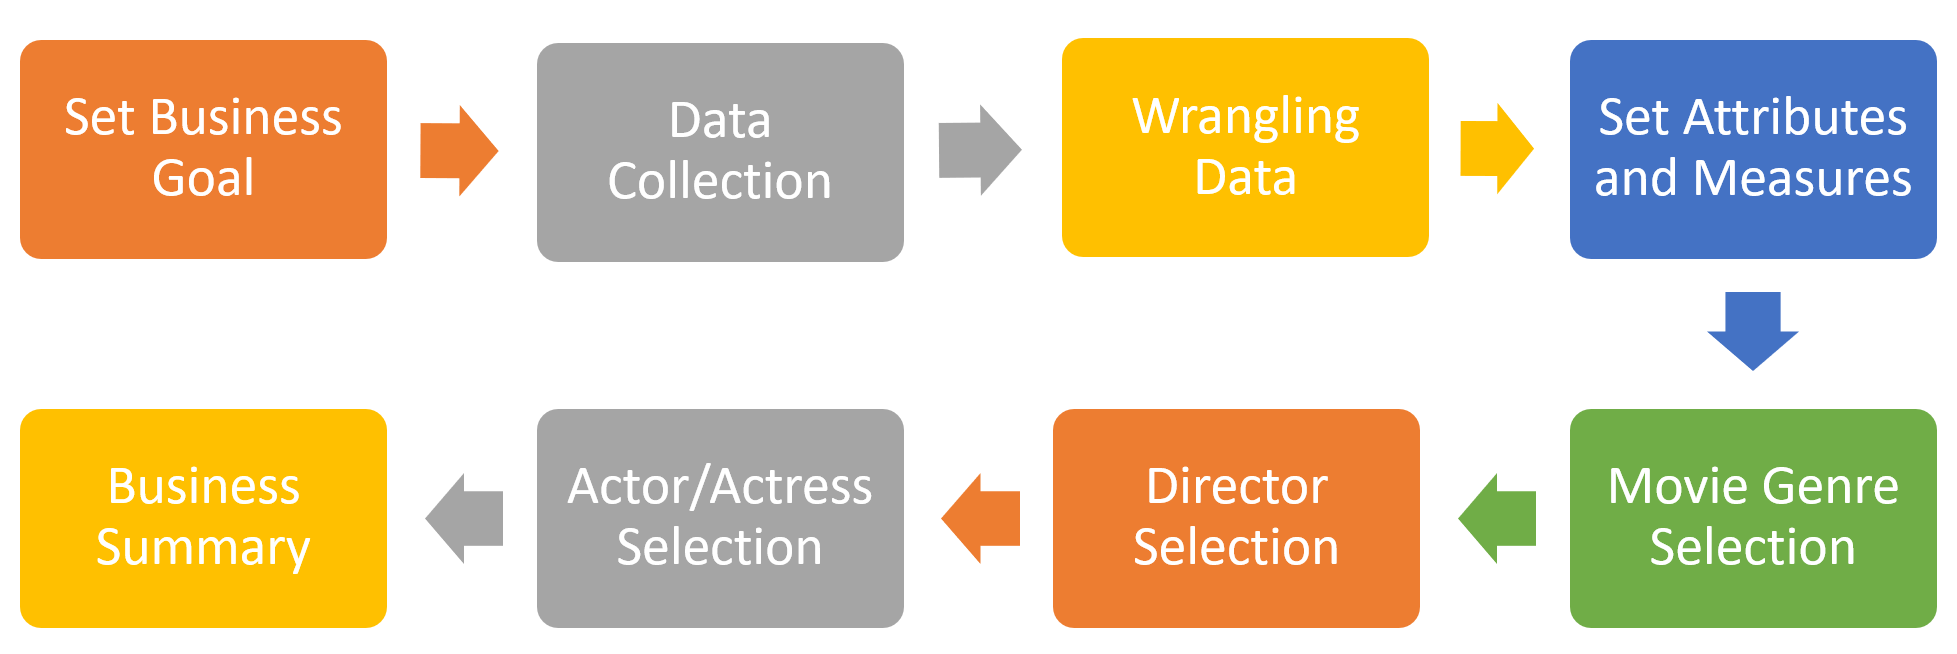 Set Business
Goal
Data
Collection
Wrangling
Data
Set Attributes
and Measures
Movie Genre
Selection
Director
Selection
Actor/Actress
Selection
Business
Summary